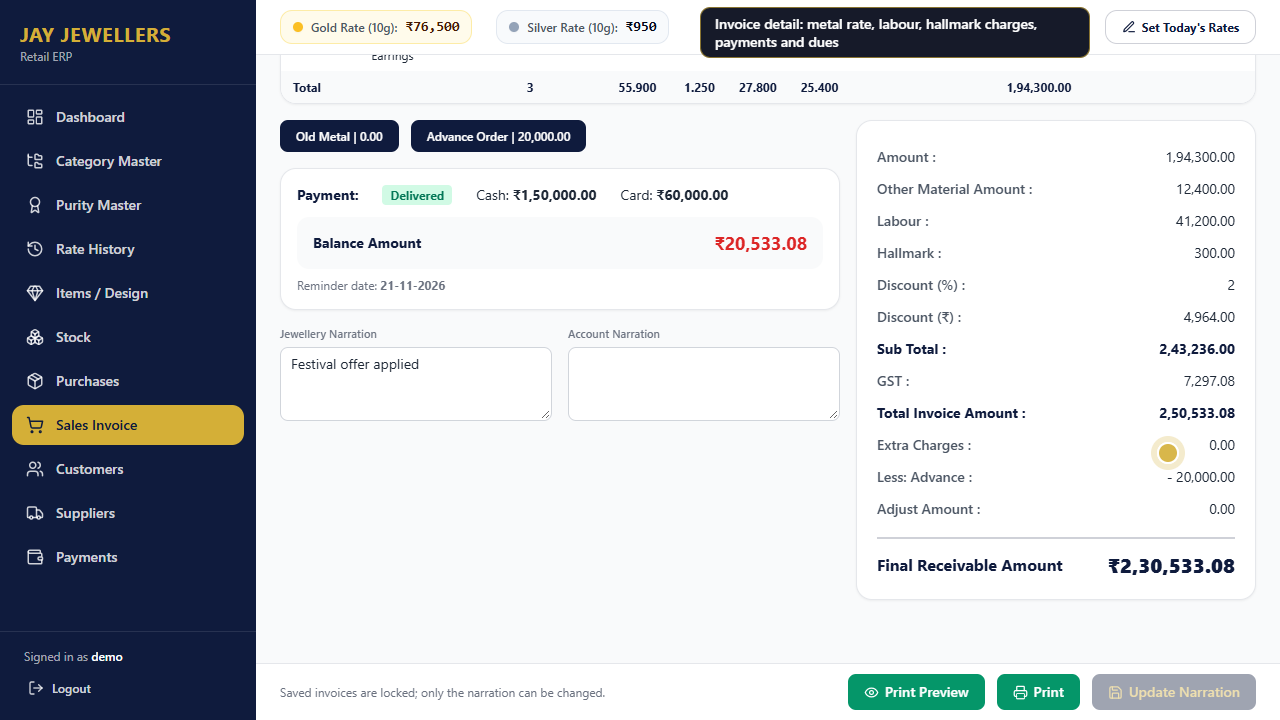 JAY JEWELLERS
Retail ERP
Dashboard
Category Master
Purity Master
Rate History
Items / Design
Stock
Purchases
Sales Invoice
Customers
Suppliers
Payments
Signed in as demo
Logout
Gold Rate (10g): ₹76,500
Silver Rate (10g): ₹950
Invoice detail: metal rate, labour, hallmark charges,
payments and dues
Set Today's Rates
Earrings
Total 3 55.900 1.250 27.800 25.400 1,94,300.00
Old Metal | 0.00
Advance Order | 20,000.00
Payment: Delivered Cash: ₹1,50,000.00 Card: ₹60,000.00
Balance Amount ₹20,533.08
Reminder date: 21-11-2026
Jewellery Narration
Festival offer applied
Account Narration
Amount : 1,94,300.00
Other Material Amount : 12,400.00
Labour : 41,200.00
Hallmark : 300.00
Discount (%) : 2
Discount (₹) : 4,964.00
Sub Total : 2,43,236.00
GST : 7,297.08
Total Invoice Amount : 2,50,533.08
Extra Charges : 0.00
Less: Advance : - 20,000.00
Adjust Amount : 0.00
Final Receivable Amount ₹2,30,533.08
Saved invoices are locked; only the narration can be changed.
Print Preview
Print
Update Narration